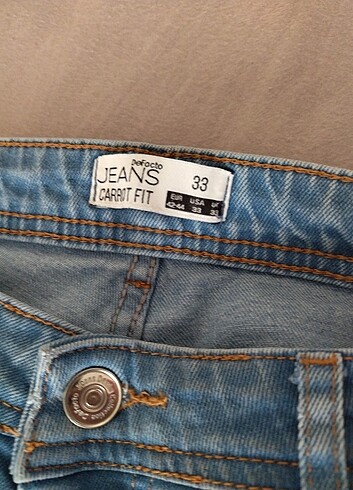 DeFacto
JEANS 33
CARROT FIT
EUR USA UK
42-44 33 33